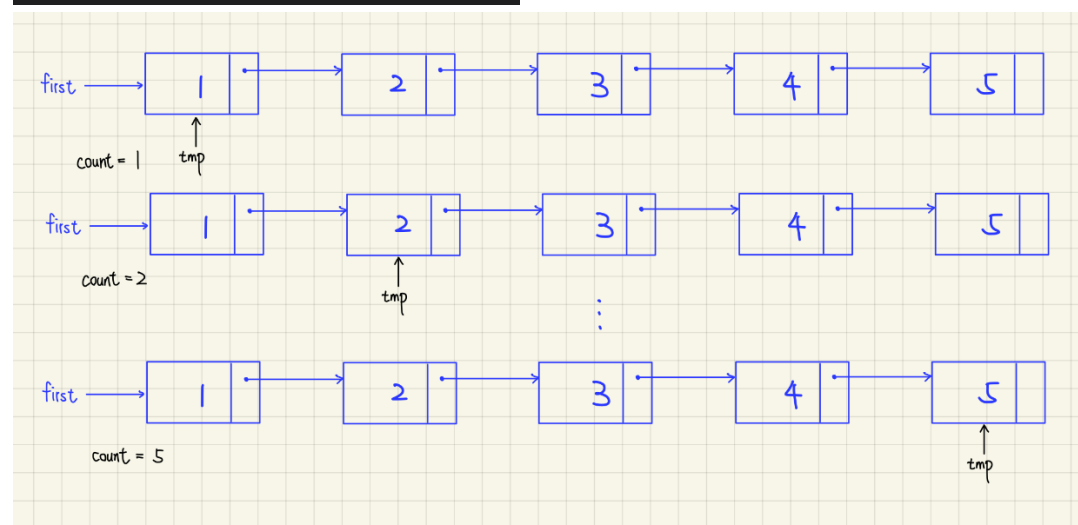 first 1 2 3 4 5
count = 1 tmp
first 1 2 3 4 5
count = 2
tmp
first 1 2 3 4 5
count = 5
tmp